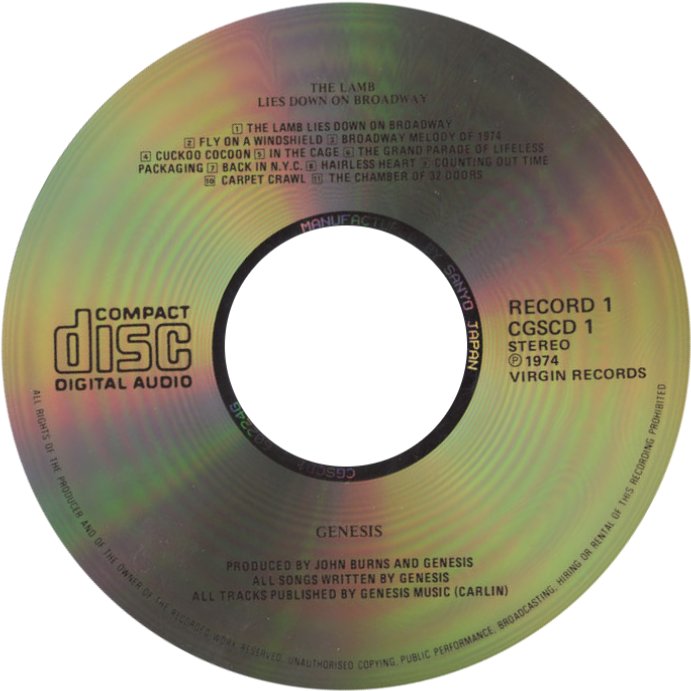 THE LAMB
LIES DOWN ON BROADWAY
1 THE LAMB LIES DOWN ON BROADWAY
2 FLY ON A WINDSHIELD 3 BROADWAY MELODY OF 1974
4 CUCKOO COCOON 5 IN THE CAGE 6 THE GRAND PARADE OF LIFELESS
PACKAGING 7 BACK IN N.Y.C. 8 HAIRLESS HEART 9 COUNTING OUT TIME
10 CARPET CRAWL 11 THE CHAMBER OF 32 DOORS
MANUFACTURED BY SANYO JAPAN
COMPACT
disc
DIGITAL AUDIO
RECORD 1
CGSCD 1
STEREO
Ⓟ 1974
VIRGIN RECORDS
CGSCD1
GENESIS
PRODUCED BY JOHN BURNS AND GENESIS
ALL SONGS WRITTEN BY GENESIS
ALL TRACKS PUBLISHED BY GENESIS MUSIC (CARLIN)
ALL RIGHTS OF THE PRODUCER AND OF THE OWNER OF THE RECORDED WORK RESERVED. UNAUTHORISED COPYING, PUBLIC PERFORMANCE, BROADCASTING, HIRING OR RENTAL OF THIS RECORDING PROHIBITED